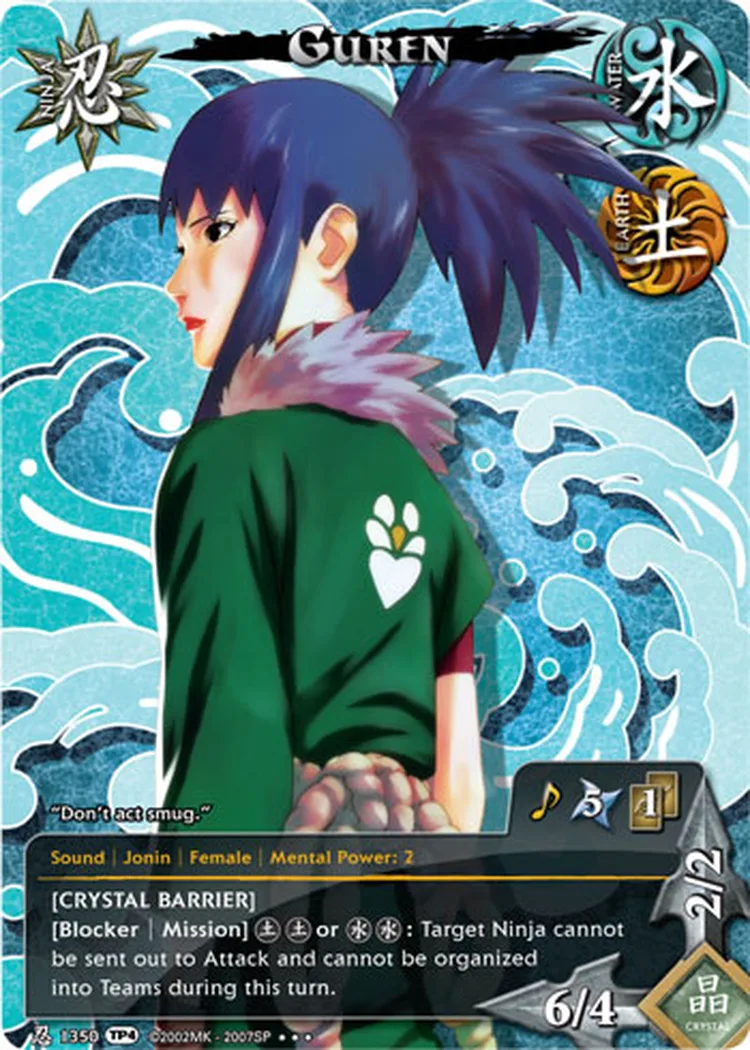 GUREN
NINJA
忍
WATER
水
EARTH
土
"Don't act smug."
5
1
Sound | Jonin | Female | Mental Power: 2
2/2
[CRYSTAL BARRIER]
[Blocker | Mission] 土 土 or 水 水 : Target Ninja cannot
be sent out to Attack and cannot be organized
into Teams during this turn.
6/4
晶
CRYSTAL
忍 1350 TP4 ©2002MK - 2007SP